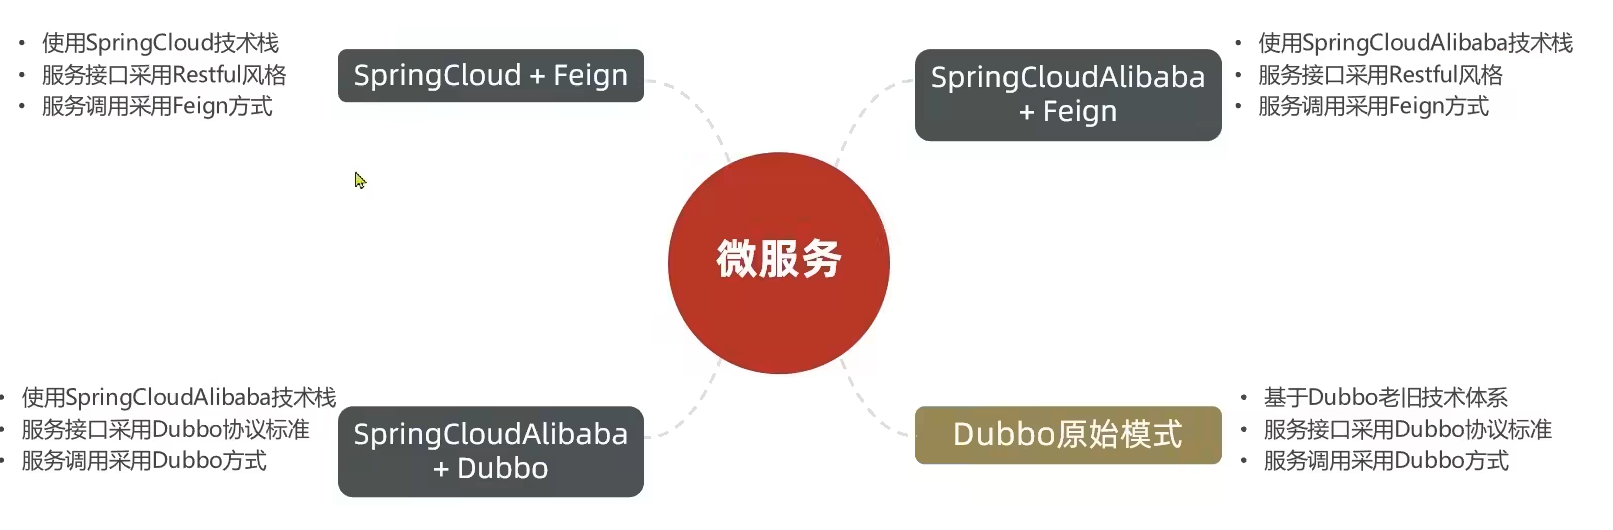 使用SpringCloud技术栈
服务接口采用Restful风格
服务调用采用Feign方式
SpringCloud + Feign
SpringCloudAlibaba
+ Feign
使用SpringCloudAlibaba技术栈
服务接口采用Restful风格
服务调用采用Feign方式
微服务
使用SpringCloudAlibaba技术栈
服务接口采用Dubbo协议标准
服务调用采用Dubbo方式
SpringCloudAlibaba
+ Dubbo
Dubbo原始模式
基于Dubbo老旧技术体系
服务接口采用Dubbo协议标准
服务调用采用Dubbo方式